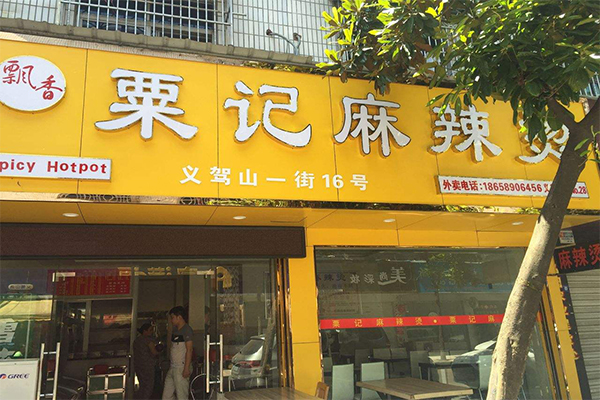 飘香
粟记麻辣烫
picy Hotpot
义驾山一街16号
外卖电话:18658906456
麻辣烫
粟记麻辣烫●粟记麻
GREE